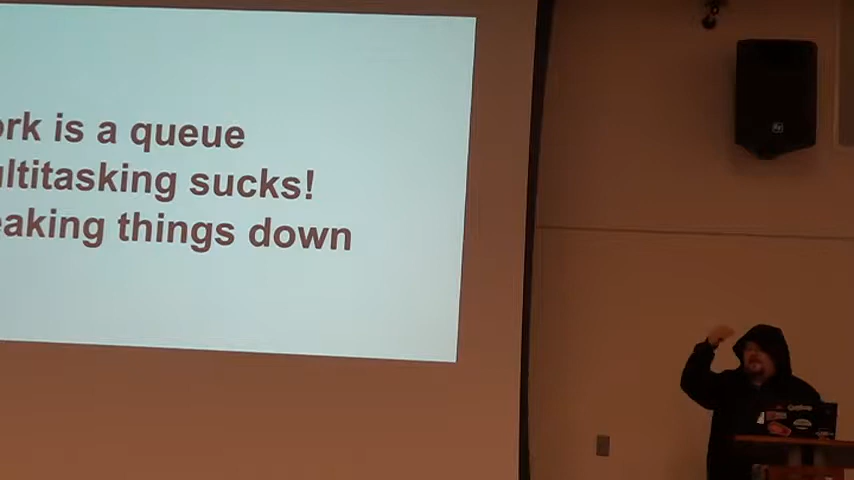 ork is a queue
ultitasking sucks!
eaking things down